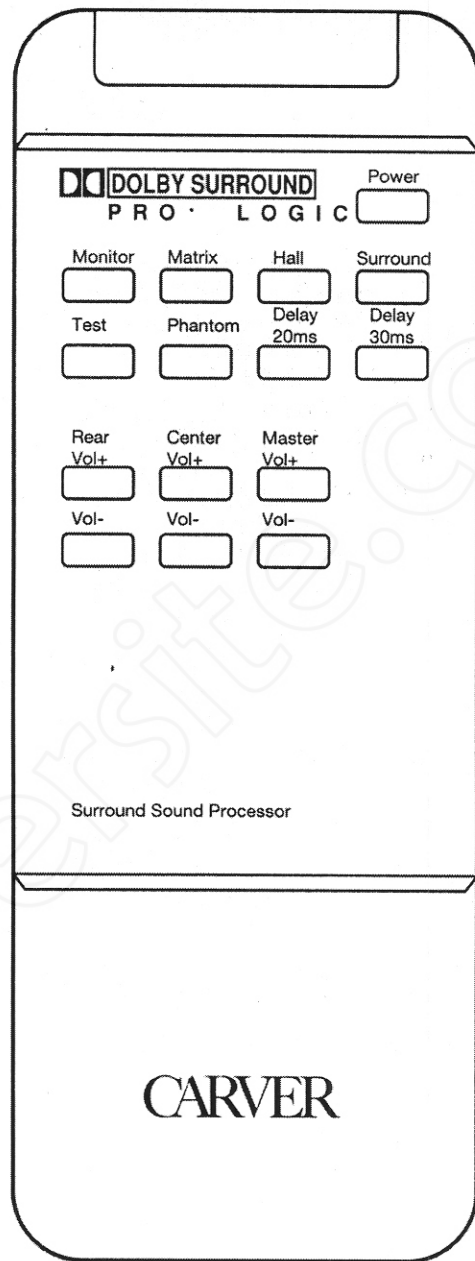 DOLBY SURROUND
PRO · LOGIC
Power
Monitor Matrix Hall Surround
Test Phantom Delay 20ms Delay 30ms
Rear Vol+ Center Vol+ Master Vol+
Vol- Vol- Vol-
Surround Sound Processor
CARVER